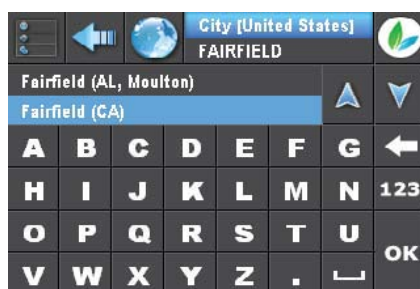 City [United States]
FAIRFIELD
Fairfield (AL, Moulton)
Fairfield (CA)
A B C D E F G
H I J K L M N 123
O P Q R S T U
V W X Y Z . OK